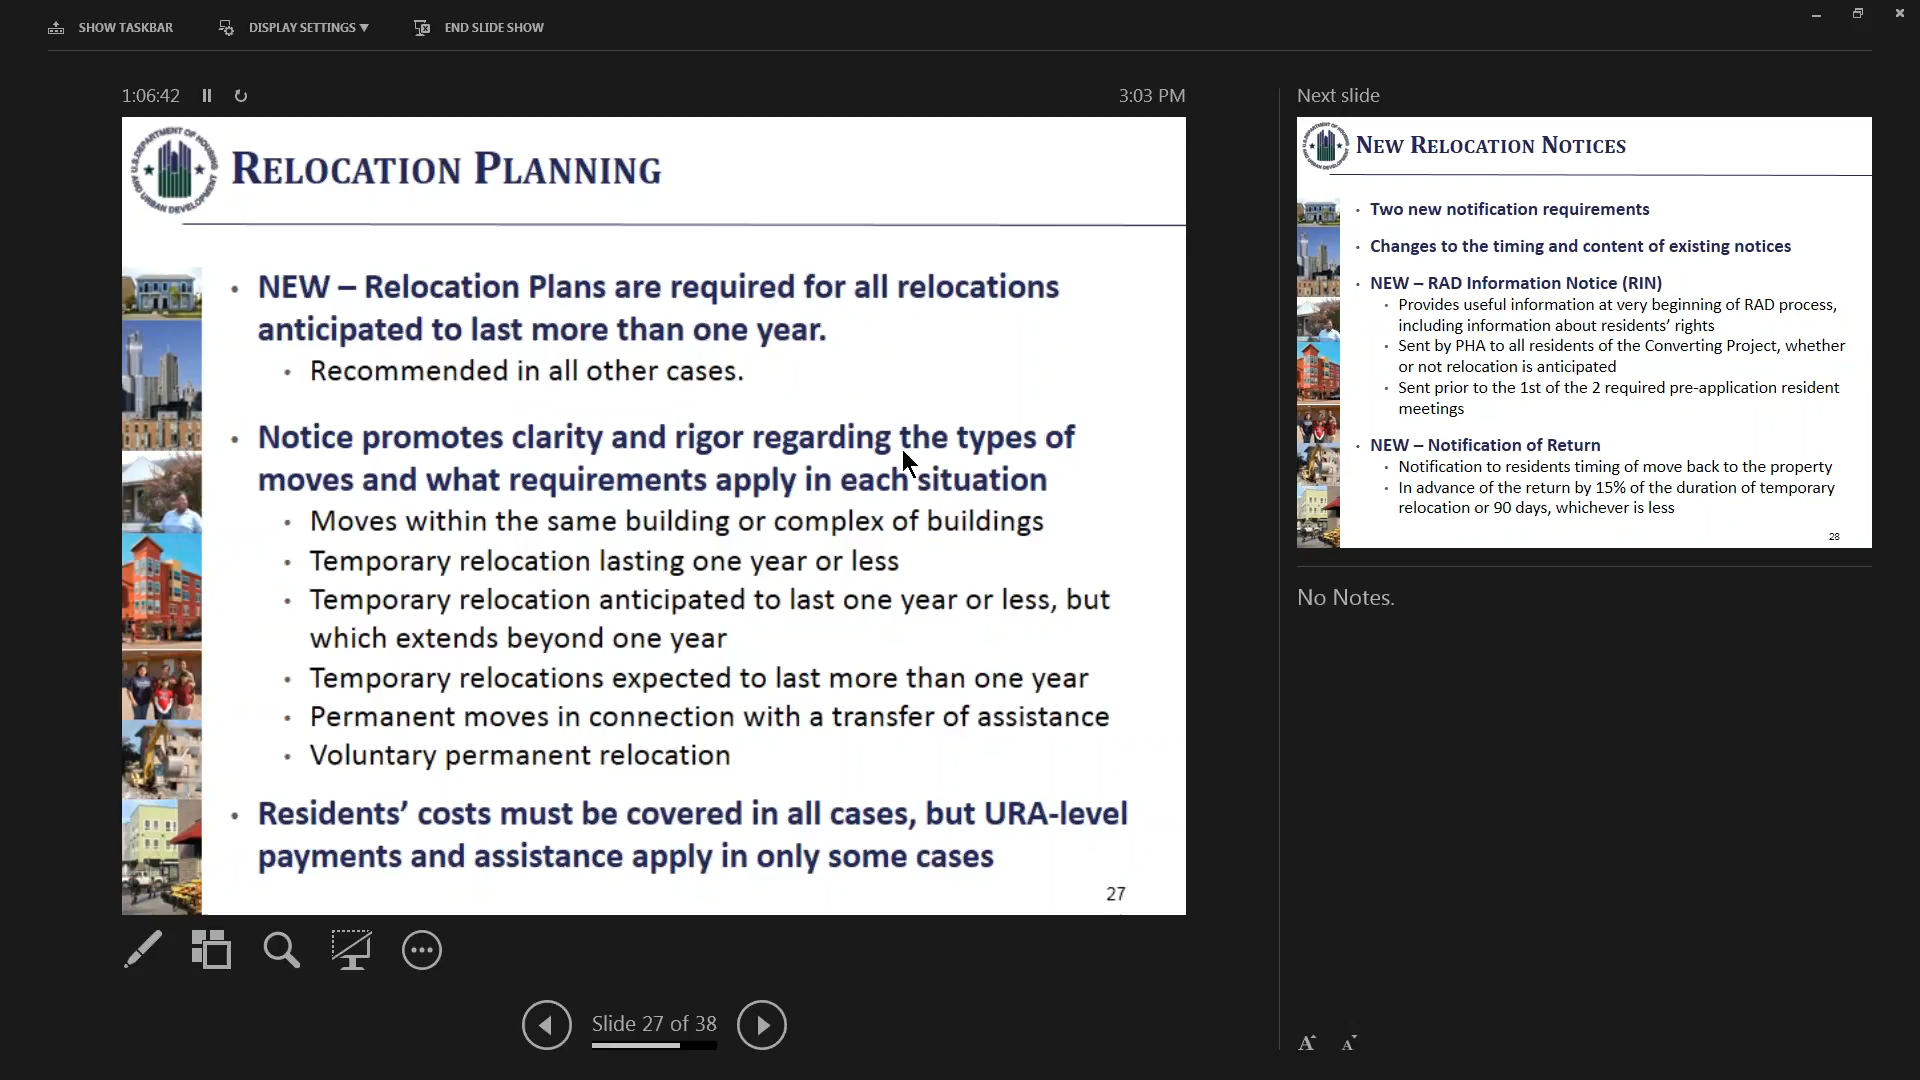 SHOW TASKBAR
DISPLAY SETTINGS ▼
END SLIDE SHOW
1:06:42
3:03 PM
U.S. DEPARTMENT OF HOUSING
AND URBAN DEVELOPMENT
RELOCATION PLANNING
• NEW – Relocation Plans are required for all relocations
anticipated to last more than one year.
• Recommended in all other cases.
• Notice promotes clarity and rigor regarding the types of
moves and what requirements apply in each situation
• Moves within the same building or complex of buildings
• Temporary relocation lasting one year or less
• Temporary relocation anticipated to last one year or less, but
which extends beyond one year
• Temporary relocations expected to last more than one year
• Permanent moves in connection with a transfer of assistance
• Voluntary permanent relocation
• Residents’ costs must be covered in all cases, but URA-level
payments and assistance apply in only some cases
27
Slide 27 of 38
Next slide
NEW RELOCATION NOTICES
• Two new notification requirements
• Changes to the timing and content of existing notices
• NEW – RAD Information Notice (RIN)
• Provides useful information at very beginning of RAD process,
including information about residents’ rights
• Sent by PHA to all residents of the Converting Project, whether
or not relocation is anticipated
• Sent prior to the 1st of the 2 required pre-application resident
meetings
• NEW – Notification of Return
• Notification to residents timing of move back to the property
• In advance of the return by 15% of the duration of temporary
relocation or 90 days, whichever is less
28
No Notes.
A A